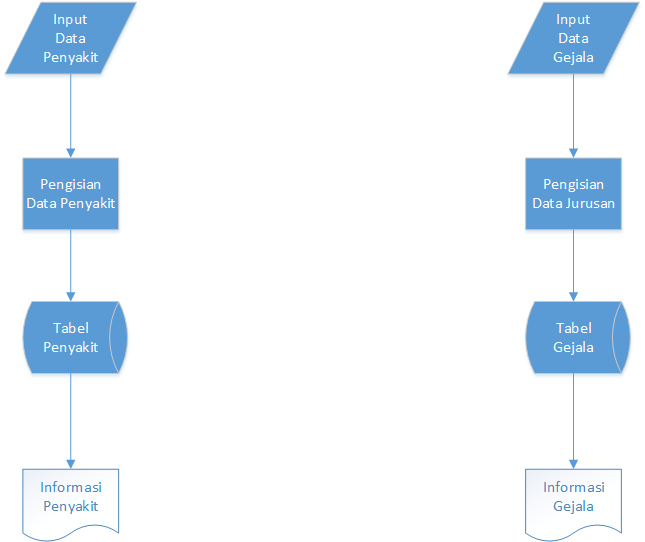 Input
Data
Penyakit
Pengisian
Data Penyakit
Tabel
Penyakit
Informasi
Penyakit
Input
Data
Gejala
Pengisian
Data Jurusan
Tabel
Gejala
Informasi
Gejala